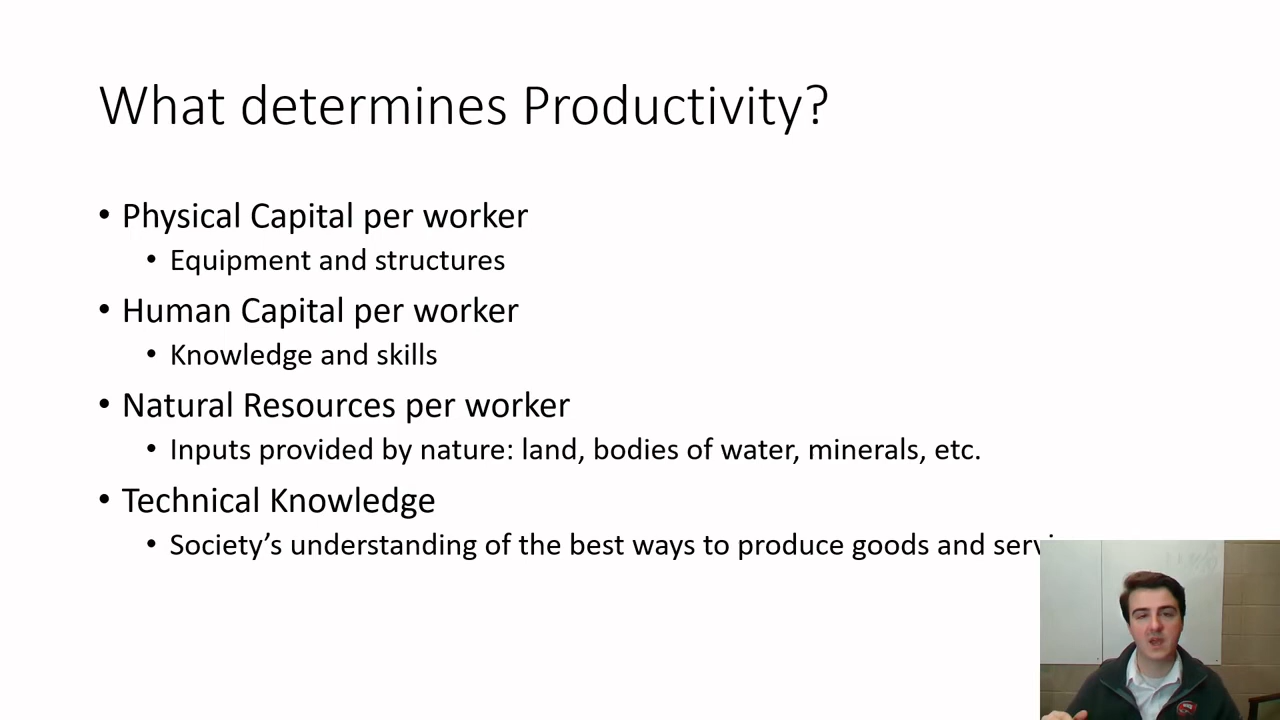 What determines Productivity?
• Physical Capital per worker
• Equipment and structures
• Human Capital per worker
• Knowledge and skills
• Natural Resources per worker
• Inputs provided by nature: land, bodies of water, minerals, etc.
• Technical Knowledge
• Society’s understanding of the best ways to produce goods and